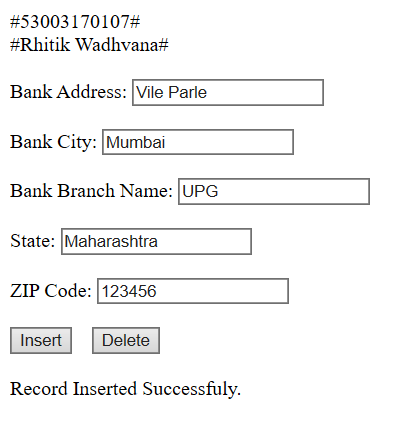 #53003170107#
#Rhitik Wadhvana#
Bank Address: Vile Parle
Bank City: Mumbai
Bank Branch Name: UPG
State: Maharashtra
ZIP Code: 123456
Insert Delete
Record Inserted Successfuly.